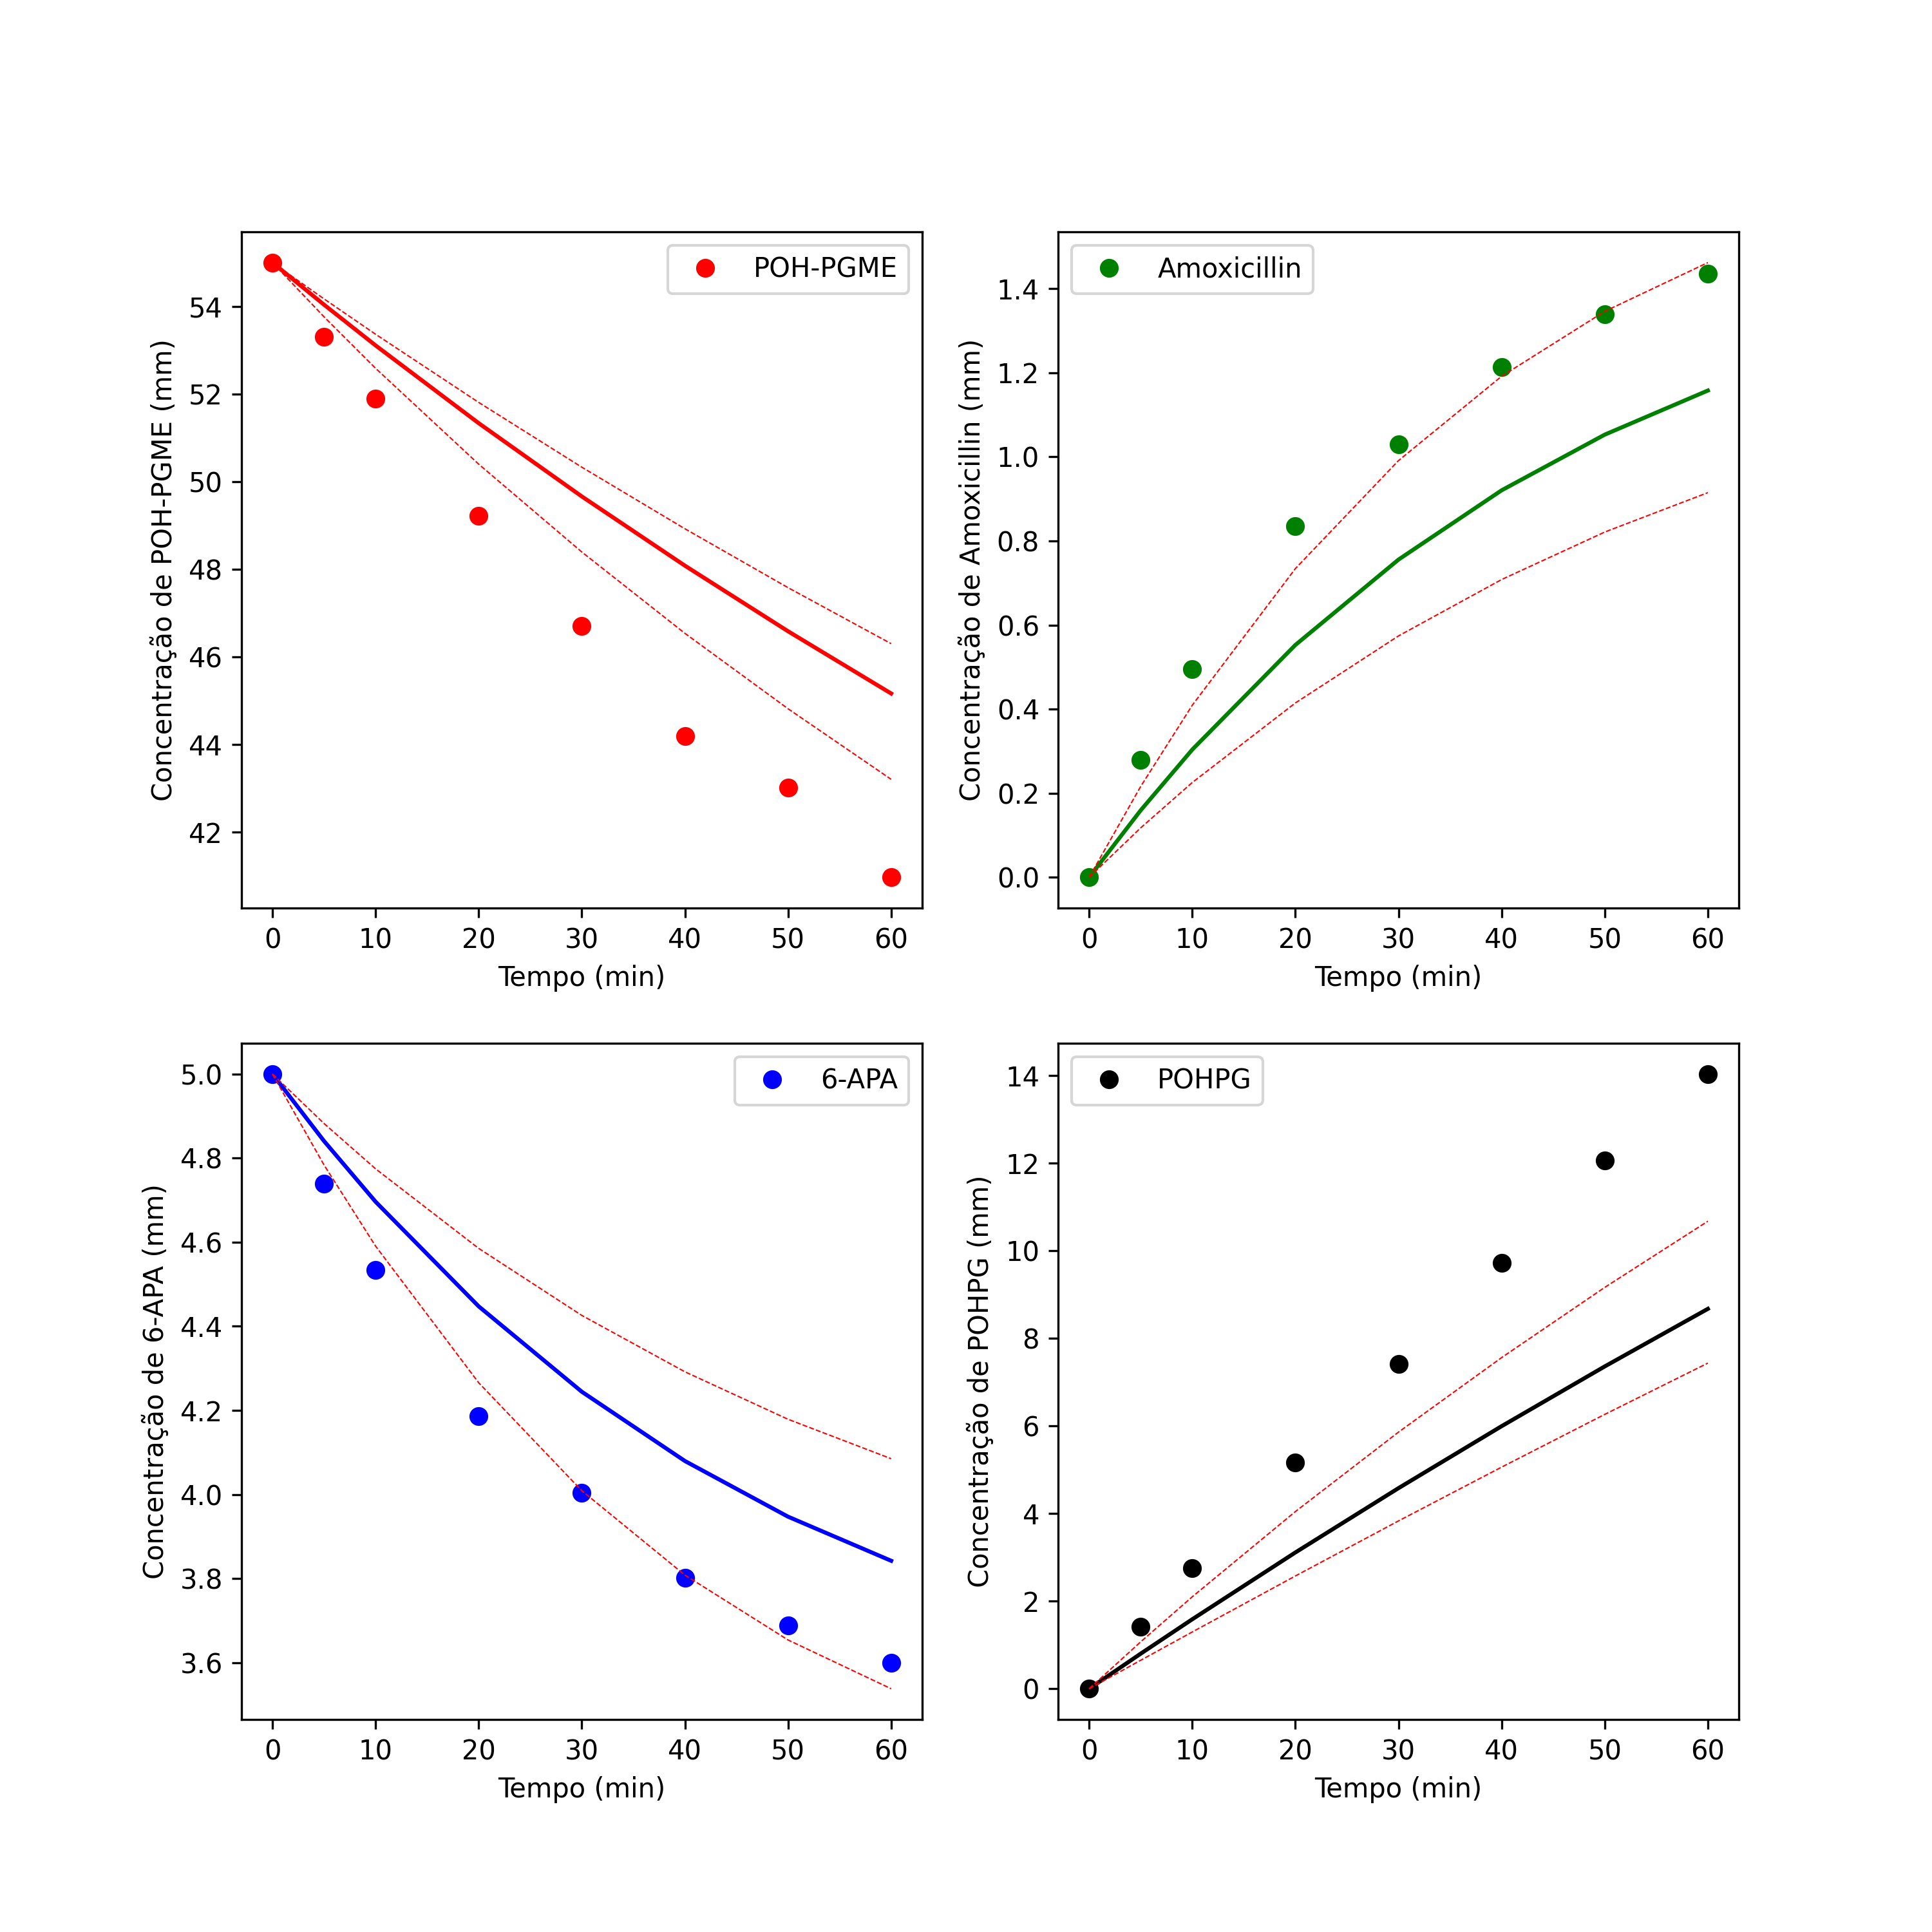 POH-PGME
Concentração de POH-PGME (mm)
54
52
50
48
46
44
42
0 10 20 30 40 50 60
Tempo (min)
Amoxicillin
Concentração de Amoxicillin (mm)
1.4
1.2
1.0
0.8
0.6
0.4
0.2
0.0
0 10 20 30 40 50 60
Tempo (min)
6-APA
Concentração de 6-APA (mm)
5.0
4.8
4.6
4.4
4.2
4.0
3.8
3.6
0 10 20 30 40 50 60
Tempo (min)
POHPG
Concentração de POHPG (mm)
14
12
10
8
6
4
2
0
0 10 20 30 40 50 60
Tempo (min)